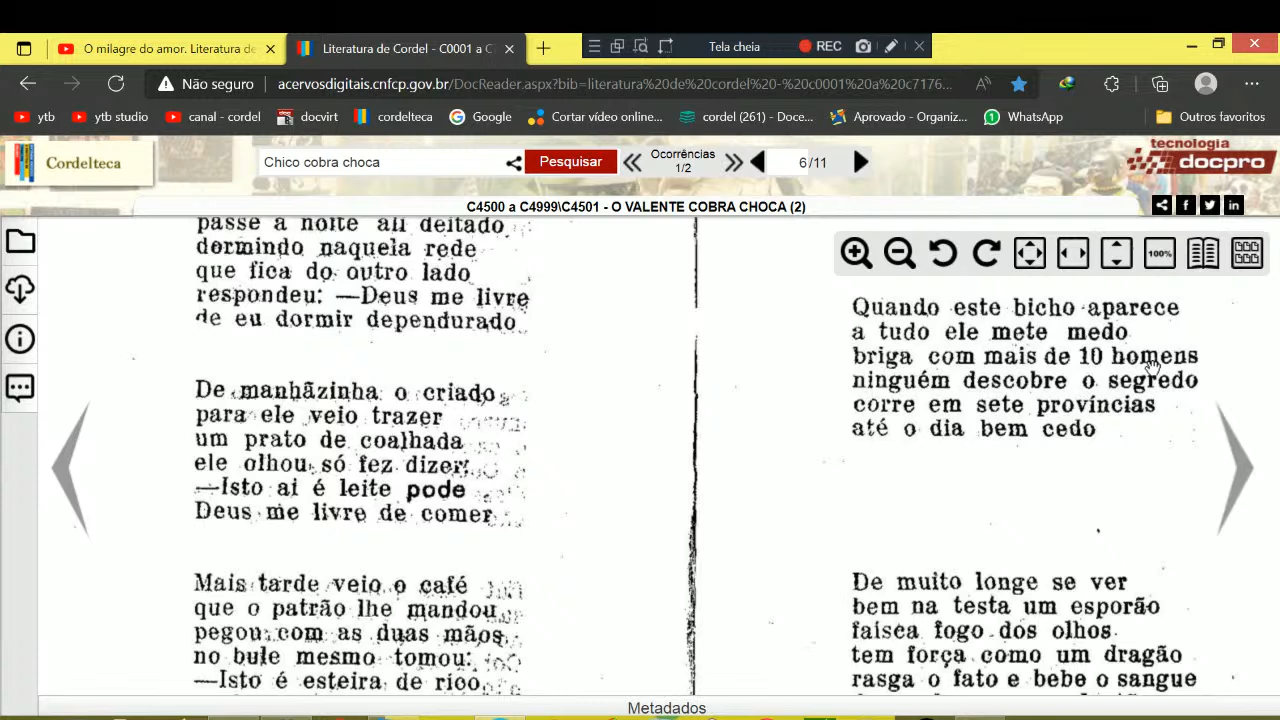 O milagre do amor. Literatura de
Literatura de Cordel - C0001 a C
Tela cheia
REC
Não seguro
acervosdigitais.cnfcp.gov.br/DocReader.aspx?bib=literatura%20de%20cordel%20-%20c0001%20a%20c7176...
ytb
ytb studio
canal - cordel
docvirt
cordelteca
Google
Cortar vídeo online...
cordel (261) - Doce...
Aprovado - Organiz...
WhatsApp
Outros favoritos
Cordelteca
Chico cobra choca
Pesquisar
Ocorrências
1/2
6 /11
tecnologia
docpro
C4500 a C4999\C4501 - O VALENTE COBRA CHOCA (2)
100%
passe a noite ali deitado
dormindo naquela rede
que fica do outro lado
respondeu: —Deus me livre
de eu dormir dependurado
De manhãzinha o criado
para ele veio trazer
um prato de coalhada
ele olhou, só fez dizer:
—Isto ai é leite pode
Deus me livre de comer
Mais tarde veio o café
que o patrão lhe mandou
pegou com as duas mãos
no bule mesmo tomou:
—Isto é esteira de rico
Quando este bicho aparece
a tudo ele mete medo
briga com mais de 10 homens
ninguém descobre o segredo
corre em sete províncias
até o dia bem cedo
De muito longe se ver
bem na testa um esporão
faisca fogo dos olhos
tem força como um dragão
rasga o fato e bebe o sangue
Metadados